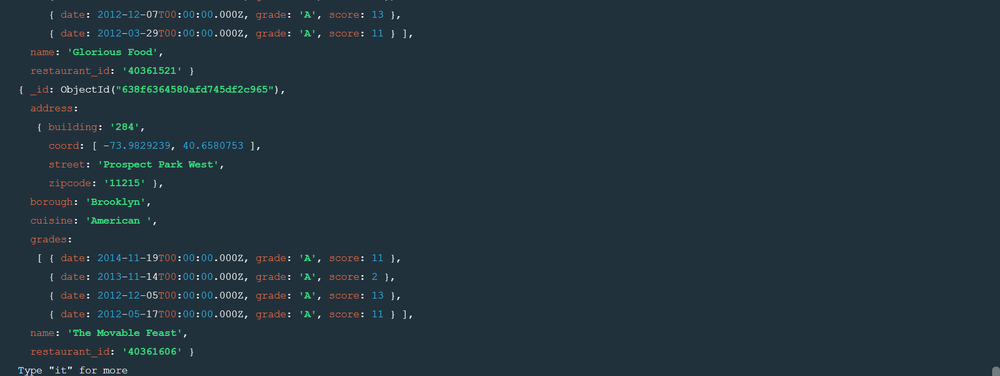 { date: 2012-12-07T00:00:00.000Z, grade: 'A', score: 13 },
{ date: 2012-03-29T00:00:00.000Z, grade: 'A', score: 11 } ],
name: 'Glorious Food',
restaurant_id: '40361521' }
{ _id: ObjectId("638f6364580afd745df2c965"),
address:
{ building: '284',
coord: [ -73.9829239, 40.6580753 ],
street: 'Prospect Park West',
zipcode: '11215' },
borough: 'Brooklyn',
cuisine: 'American ',
grades:
[ { date: 2014-11-19T00:00:00.000Z, grade: 'A', score: 11 },
{ date: 2013-11-14T00:00:00.000Z, grade: 'A', score: 2 },
{ date: 2012-12-05T00:00:00.000Z, grade: 'A', score: 13 },
{ date: 2012-05-17T00:00:00.000Z, grade: 'A', score: 11 } ],
name: 'The Movable Feast',
restaurant_id: '40361606' }
Type "it" for more